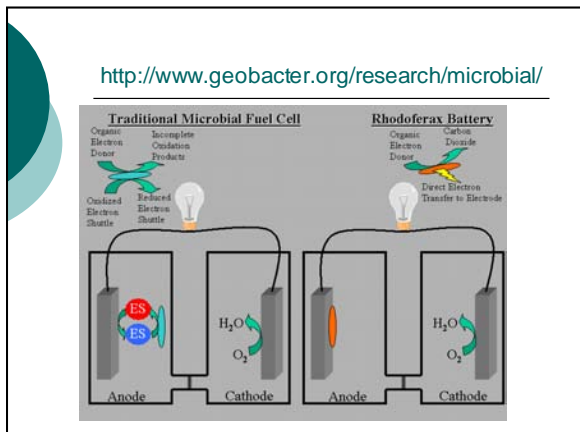 http://www.geobacter.org/research/microbial/
Traditional Microbial Fuel Cell
Organic
Electron
Donor
Incomplete
Oxidation
Products
Oxidized
Electron
Shuttle
Reduced
Electron
Shuttle
ES
ES
H2O
O2
Anode
Cathode
Rhodoferax Battery
Organic
Electron
Donor
Carbon
Dioxide
Direct Electron
Transfer to Electrode
H2O
O2
Anode
Cathode